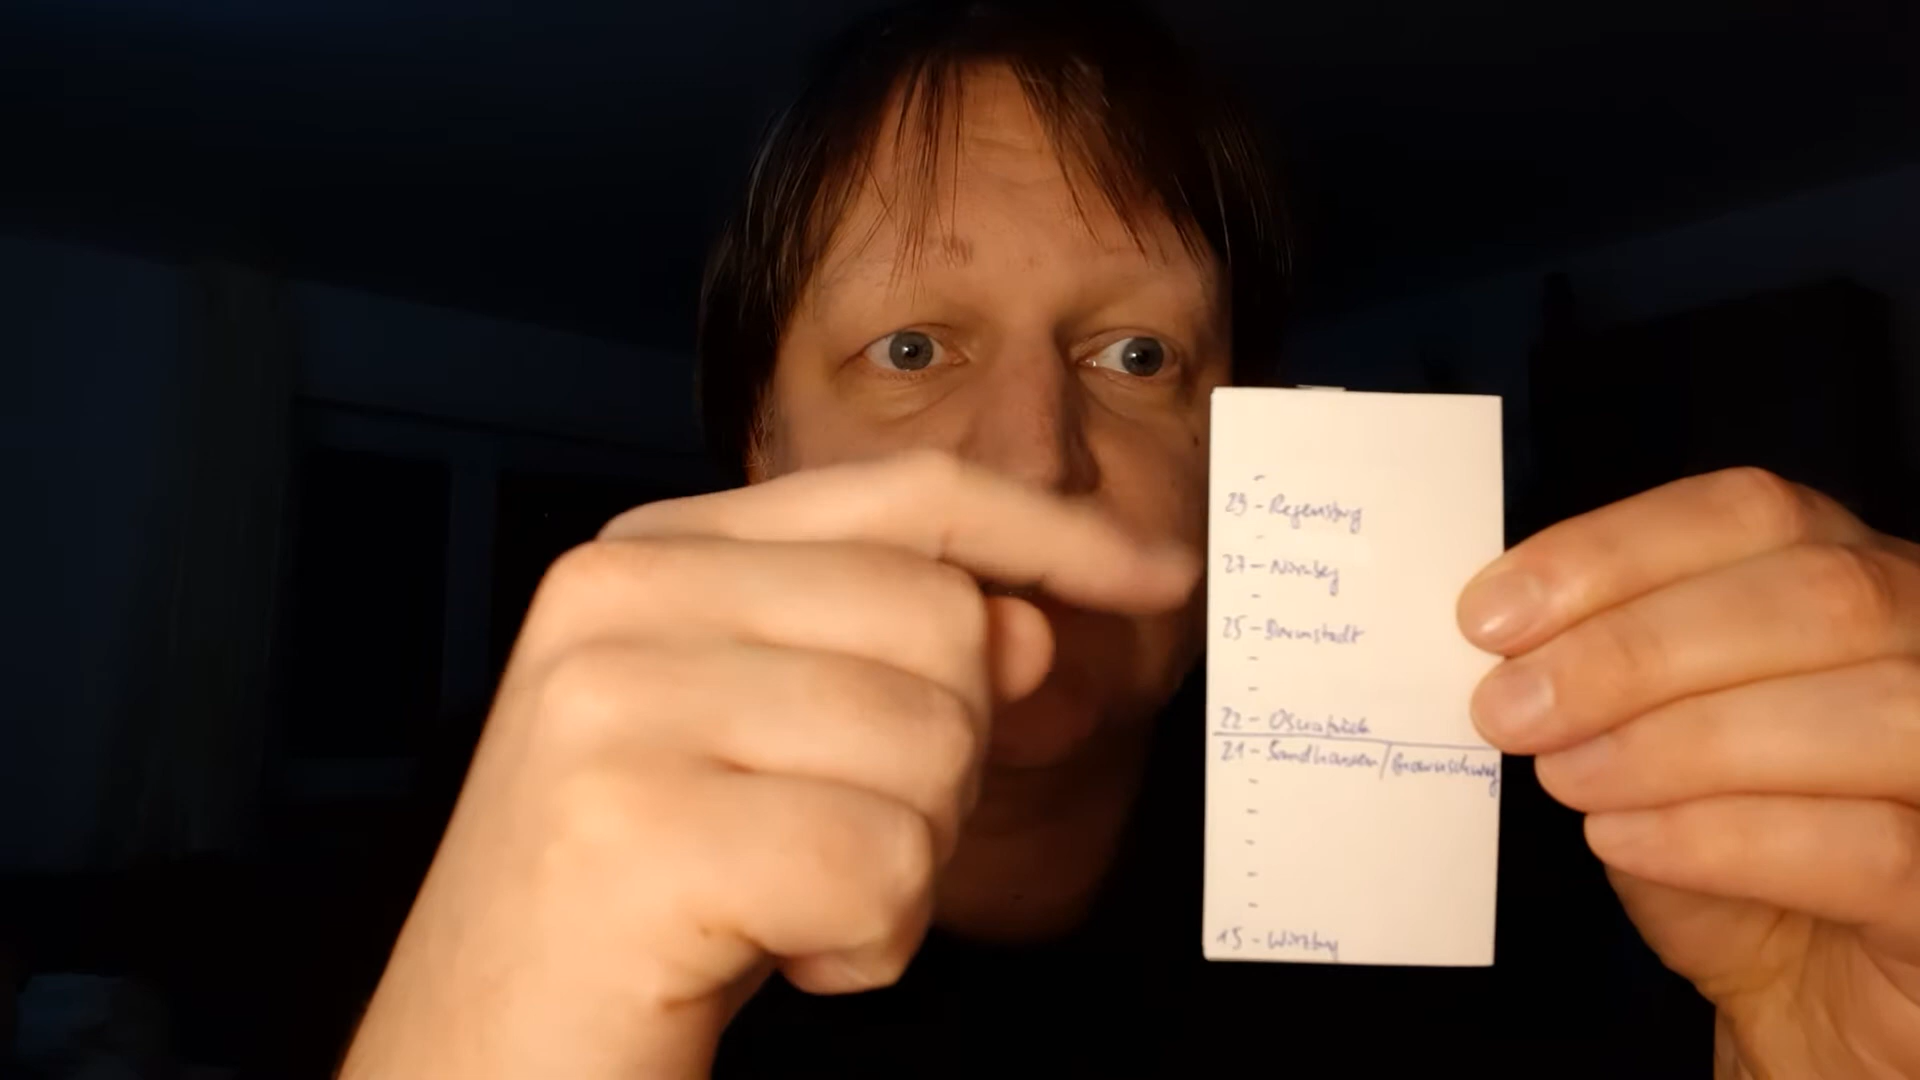 -
29 - Regensburg
-
27 - Nürnberg
-
25 - Darmstadt
-
-
22 - Osnabrück
21 - Sandhausen / Braunschweig
-
-
-
-
-
15 - Würzburg